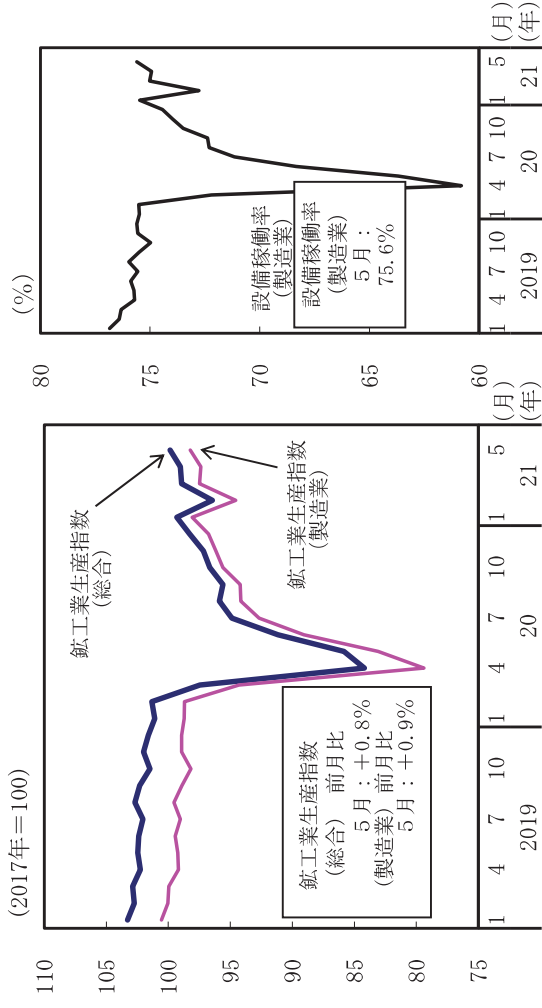 (2017年＝100)
110
105
100
95
90
85
80
75
鉱工業生産指数
(総合)
鉱工業生産指数
(製造業)
鉱工業生産指数
(総合)　前月比
５月：＋0.8%
(製造業) 前月比
５月：＋0.9%
1 4 7 10 1 4 7 10 1 5 (月)
2019 20 21 (年)
(%)
80
75
70
65
60
設備稼働率
(製造業)
設備稼働率
(製造業)
５月：
75.6%
1 4 7 10 1 4 7 10 1 5 (月)
2019 20 21 (年)